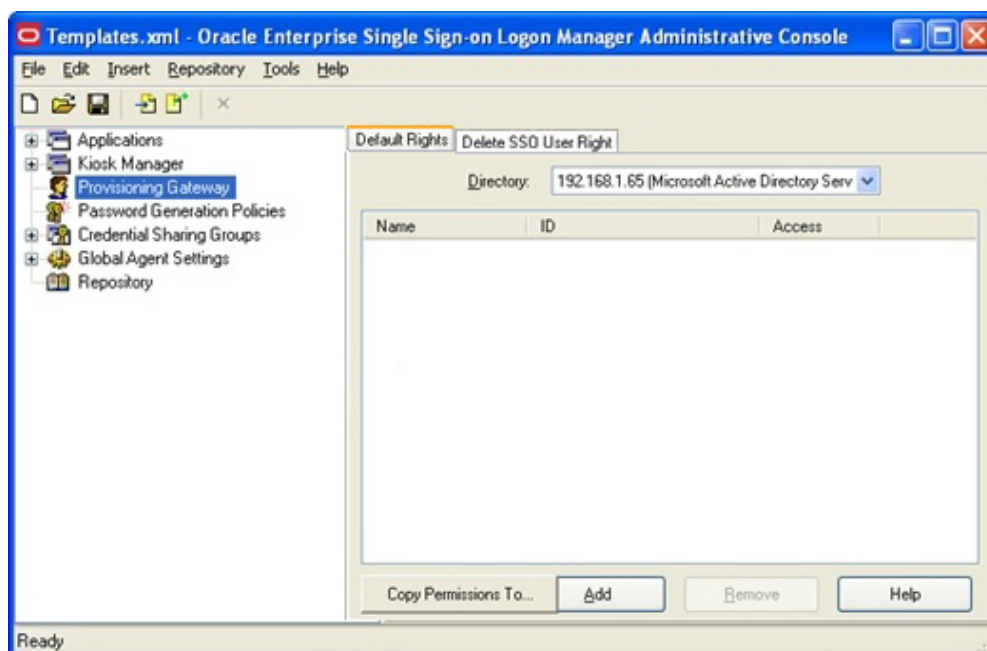 Templates.xml - Oracle Enterprise Single Sign-on Logon Manager Administrative Console
File Edit Insert Repository Tools Help
Applications
Kiosk Manager
Provisioning Gateway
Password Generation Policies
Credential Sharing Groups
Global Agent Settings
Repository
Default Rights Delete SSO User Right
Directory: 192.168.1.65 (Microsoft Active Directory Serv
Name ID Access
Copy Permissions To... Add Remove Help
Ready